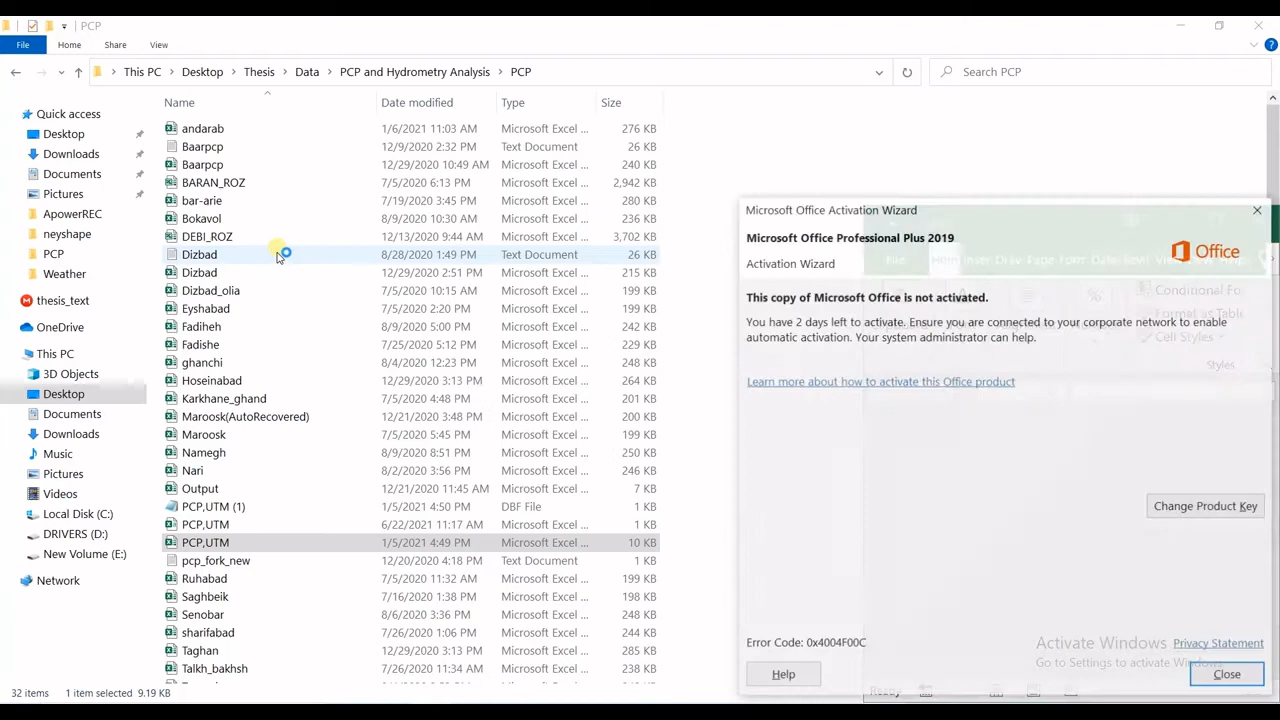 PCP
File Home Share View
This PC Desktop Thesis Data PCP and Hydrometry Analysis PCP
Search PCP
Name Date modified Type Size
Quick access
Desktop
Downloads
Documents
Pictures
ApowerREC
neyshape
PCP
Weather
thesis_text
OneDrive
This PC
3D Objects
Desktop
Documents
Downloads
Music
Pictures
Videos
Local Disk (C:)
DRIVERS (D:)
New Volume (E:)
Network
andarab 1/6/2021 11:03 AM Microsoft Excel ... 276 KB
Baarpcp 12/9/2020 2:32 PM Text Document 26 KB
Baarpcp 12/29/2020 10:49 AM Microsoft Excel ... 240 KB
BARAN_ROZ 7/5/2020 6:13 PM Microsoft Excel ... 2,942 KB
bar-arie 7/19/2020 3:45 PM Microsoft Excel ... 280 KB
Bokavol 8/9/2020 10:30 AM Microsoft Excel ... 236 KB
DEBI_ROZ 12/13/2020 9:44 AM Microsoft Excel ... 3,702 KB
Dizbad 8/28/2020 1:49 PM Text Document 26 KB
Dizbad 12/29/2020 2:51 PM Microsoft Excel ... 215 KB
Dizbad_olia 7/5/2020 10:15 AM Microsoft Excel ... 199 KB
Eyshabad 7/5/2020 2:20 PM Microsoft Excel ... 199 KB
Fadiheh 8/9/2020 5:00 PM Microsoft Excel ... 242 KB
Fadishe 7/25/2020 5:12 PM Microsoft Excel ... 229 KB
ghanchi 8/4/2020 12:23 PM Microsoft Excel ... 248 KB
Hoseinabad 12/29/2020 3:13 PM Microsoft Excel ... 264 KB
Karkhane_ghand 7/5/2020 4:48 PM Microsoft Excel ... 201 KB
Maroosk(AutoRecovered) 12/21/2020 3:48 PM Microsoft Excel ... 200 KB
Maroosk 7/5/2020 5:45 PM Microsoft Excel ... 199 KB
Namegh 8/9/2020 8:51 PM Microsoft Excel ... 250 KB
Nari 8/2/2020 3:56 PM Microsoft Excel ... 246 KB
Output 12/21/2020 11:45 AM Microsoft Excel ... 7 KB
PCP,UTM (1) 1/5/2021 4:50 PM DBF File 1 KB
PCP,UTM 6/22/2021 11:17 AM Microsoft Excel ... 1 KB
PCP,UTM 1/5/2021 4:49 PM Microsoft Excel ... 10 KB
pcp_fork_new 12/20/2020 4:18 PM Text Document 1 KB
Ruhabad 7/5/2020 11:32 AM Microsoft Excel ... 199 KB
Saghbeik 7/16/2020 1:38 PM Microsoft Excel ... 198 KB
Senobar 8/6/2020 3:36 PM Microsoft Excel ... 248 KB
sharifabad 7/26/2020 1:06 PM Microsoft Excel ... 244 KB
Taghan 12/29/2020 3:13 PM Microsoft Excel ... 285 KB
Talkh_bakhsh 7/26/2020 11:34 AM Microsoft Excel ... 238 KB
32 items 1 item selected 9.19 KB
Microsoft Office Activation Wizard
Microsoft Office Professional Plus 2019
Activation Wizard
Office
This copy of Microsoft Office is not activated.
You have 2 days left to activate. Ensure you are connected to your corporate network to enable
automatic activation. Your system administrator can help.
Learn more about how to activate this Office product
Conditional Fo
Format as Tabl
Cell Styles
Styles
Change Product Key
Error Code: 0x4004F00C
Activate Windows
Go to Settings to activate Windows.
Privacy Statement
Help
Close
Ready